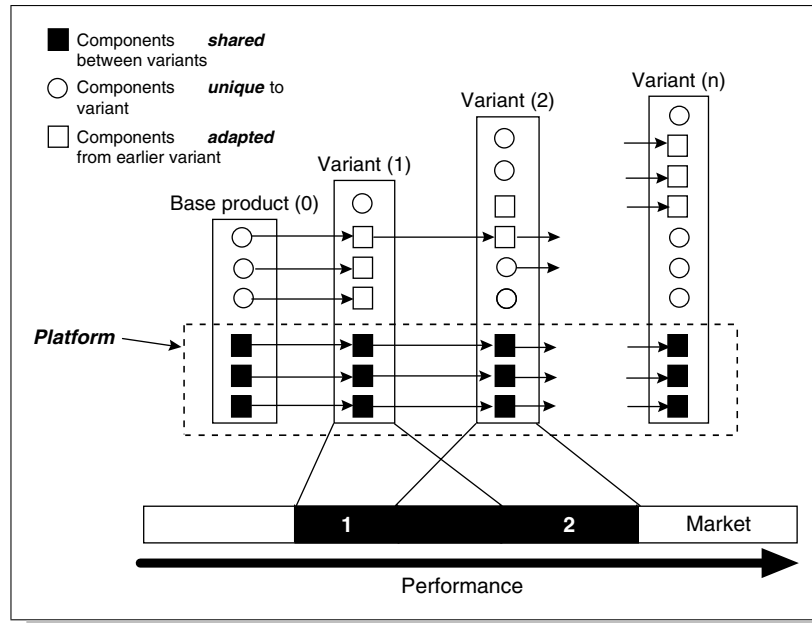 Components shared
between variants
Components unique to
variant
Components adapted
from earlier variant
Base product (0)
Variant (1)
Variant (2)
Variant (n)
Platform
1
2
Market
Performance